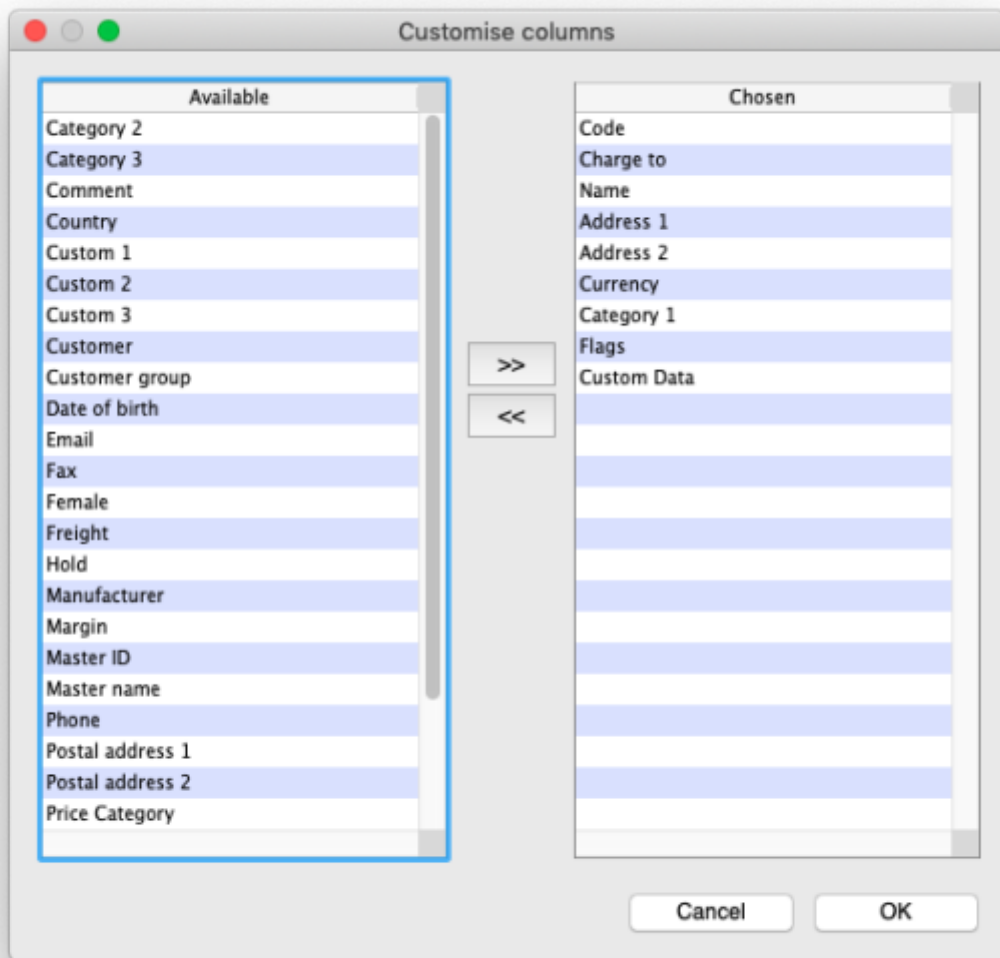 Customise columns
Available
Category 2
Category 3
Comment
Country
Custom 1
Custom 2
Custom 3
Customer
Customer group
Date of birth
Email
Fax
Female
Freight
Hold
Manufacturer
Margin
Master ID
Master name
Phone
Postal address 1
Postal address 2
Price Category
>>
<<
Chosen
Code
Charge to
Name
Address 1
Address 2
Currency
Category 1
Flags
Custom Data
Cancel
OK